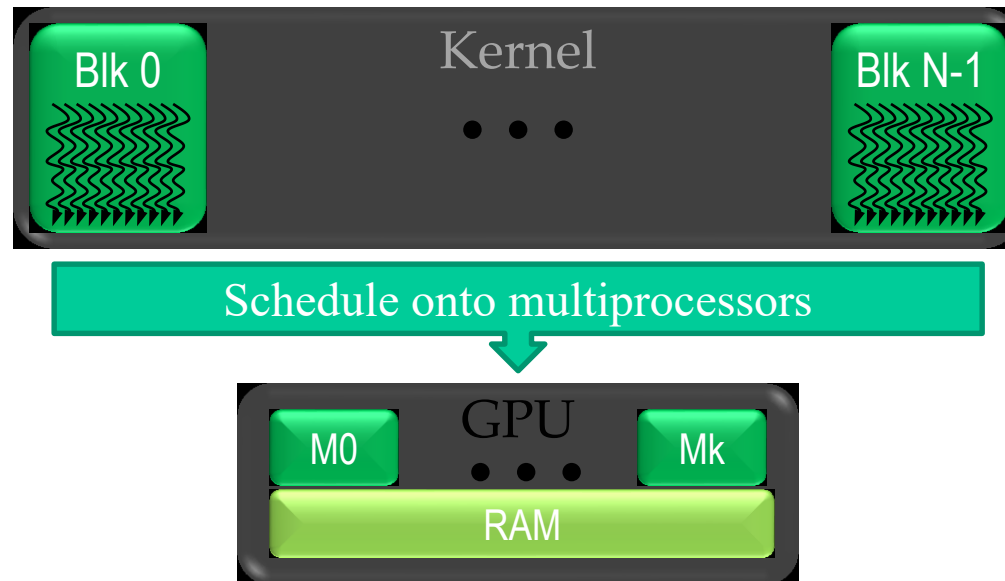 Kernel
Blk 0
Blk N-1
• • •
Schedule onto multiprocessors
GPU
M0
• • •
Mk
RAM